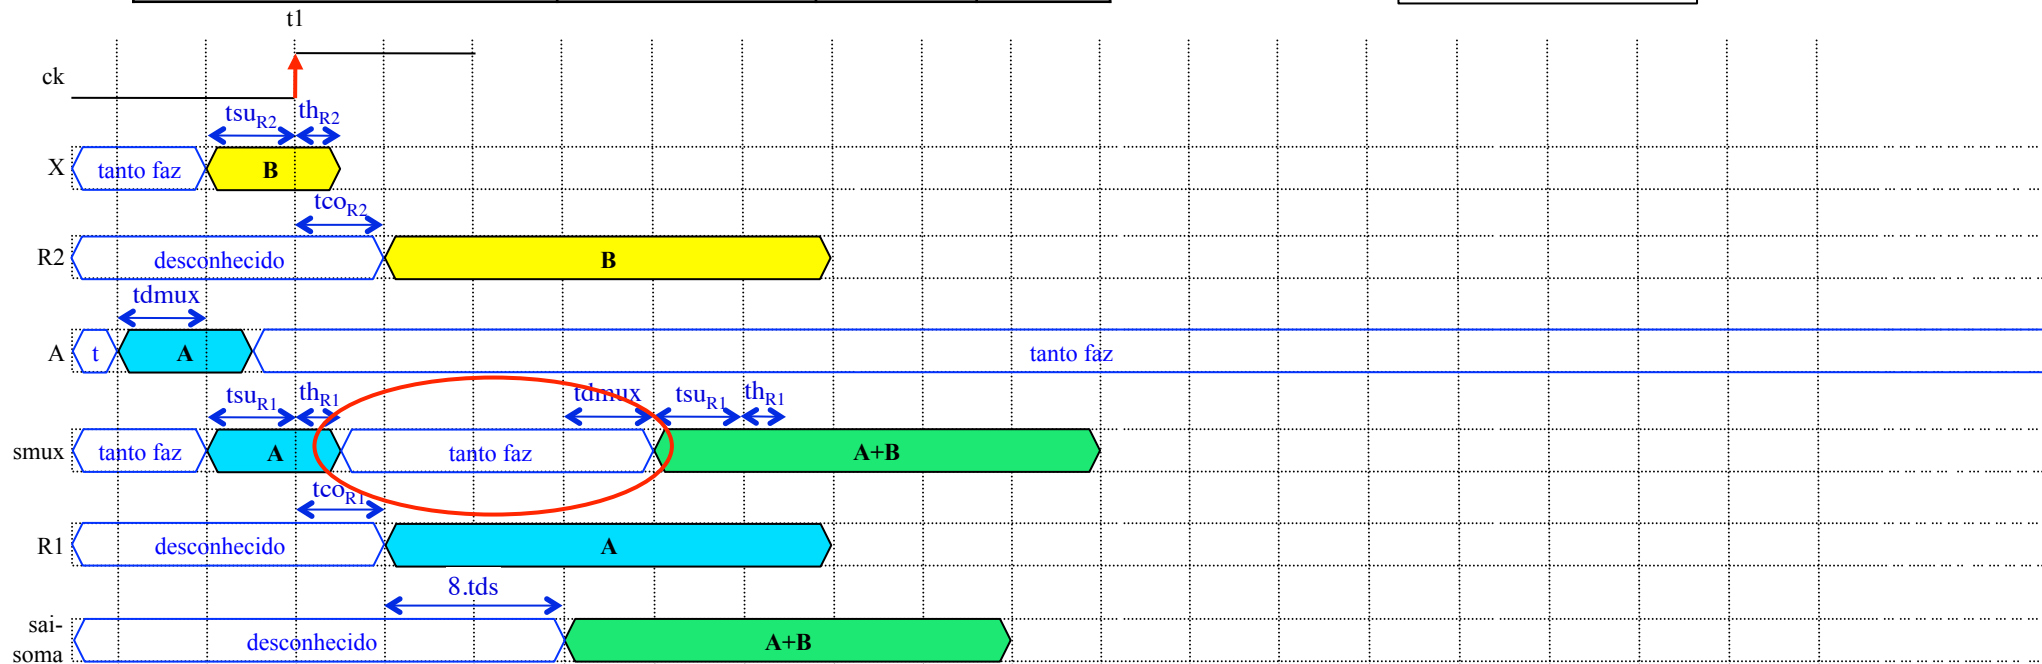 t1
ck
tsuR2 thR2
X tanto faz B
tcoR2
R2 desconhecido B
tdmux
A t A tanto faz
tsuR1 thR1 tdmux tsuR1 thR1
smux tanto faz A tanto faz A+B
tcoR1
R1 desconhecido A
8.tds
sai-
soma desconhecido A+B